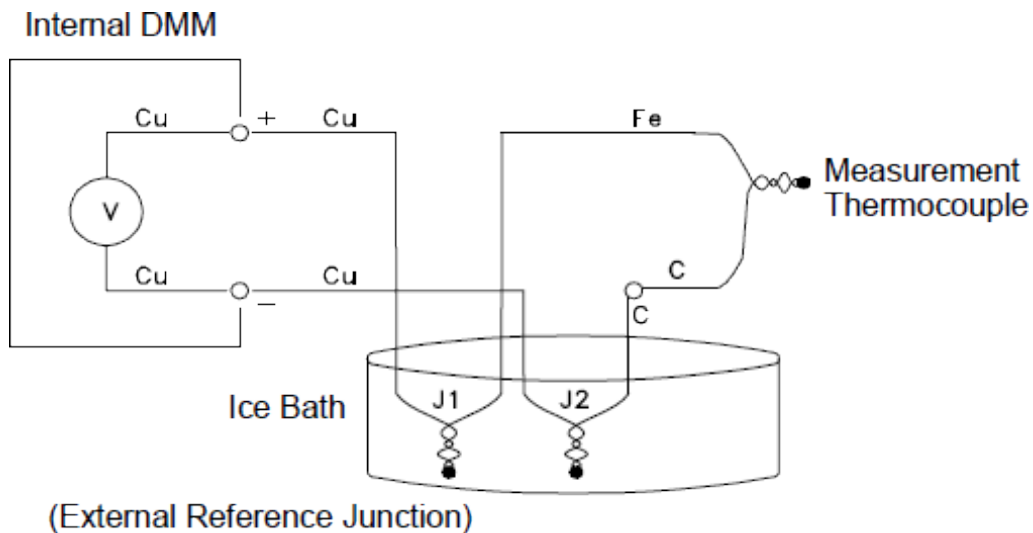 Internal DMM
Cu + Cu Fe
V
Measurement
Thermocouple
Cu − Cu C
C
J1 J2
Ice Bath
(External Reference Junction)